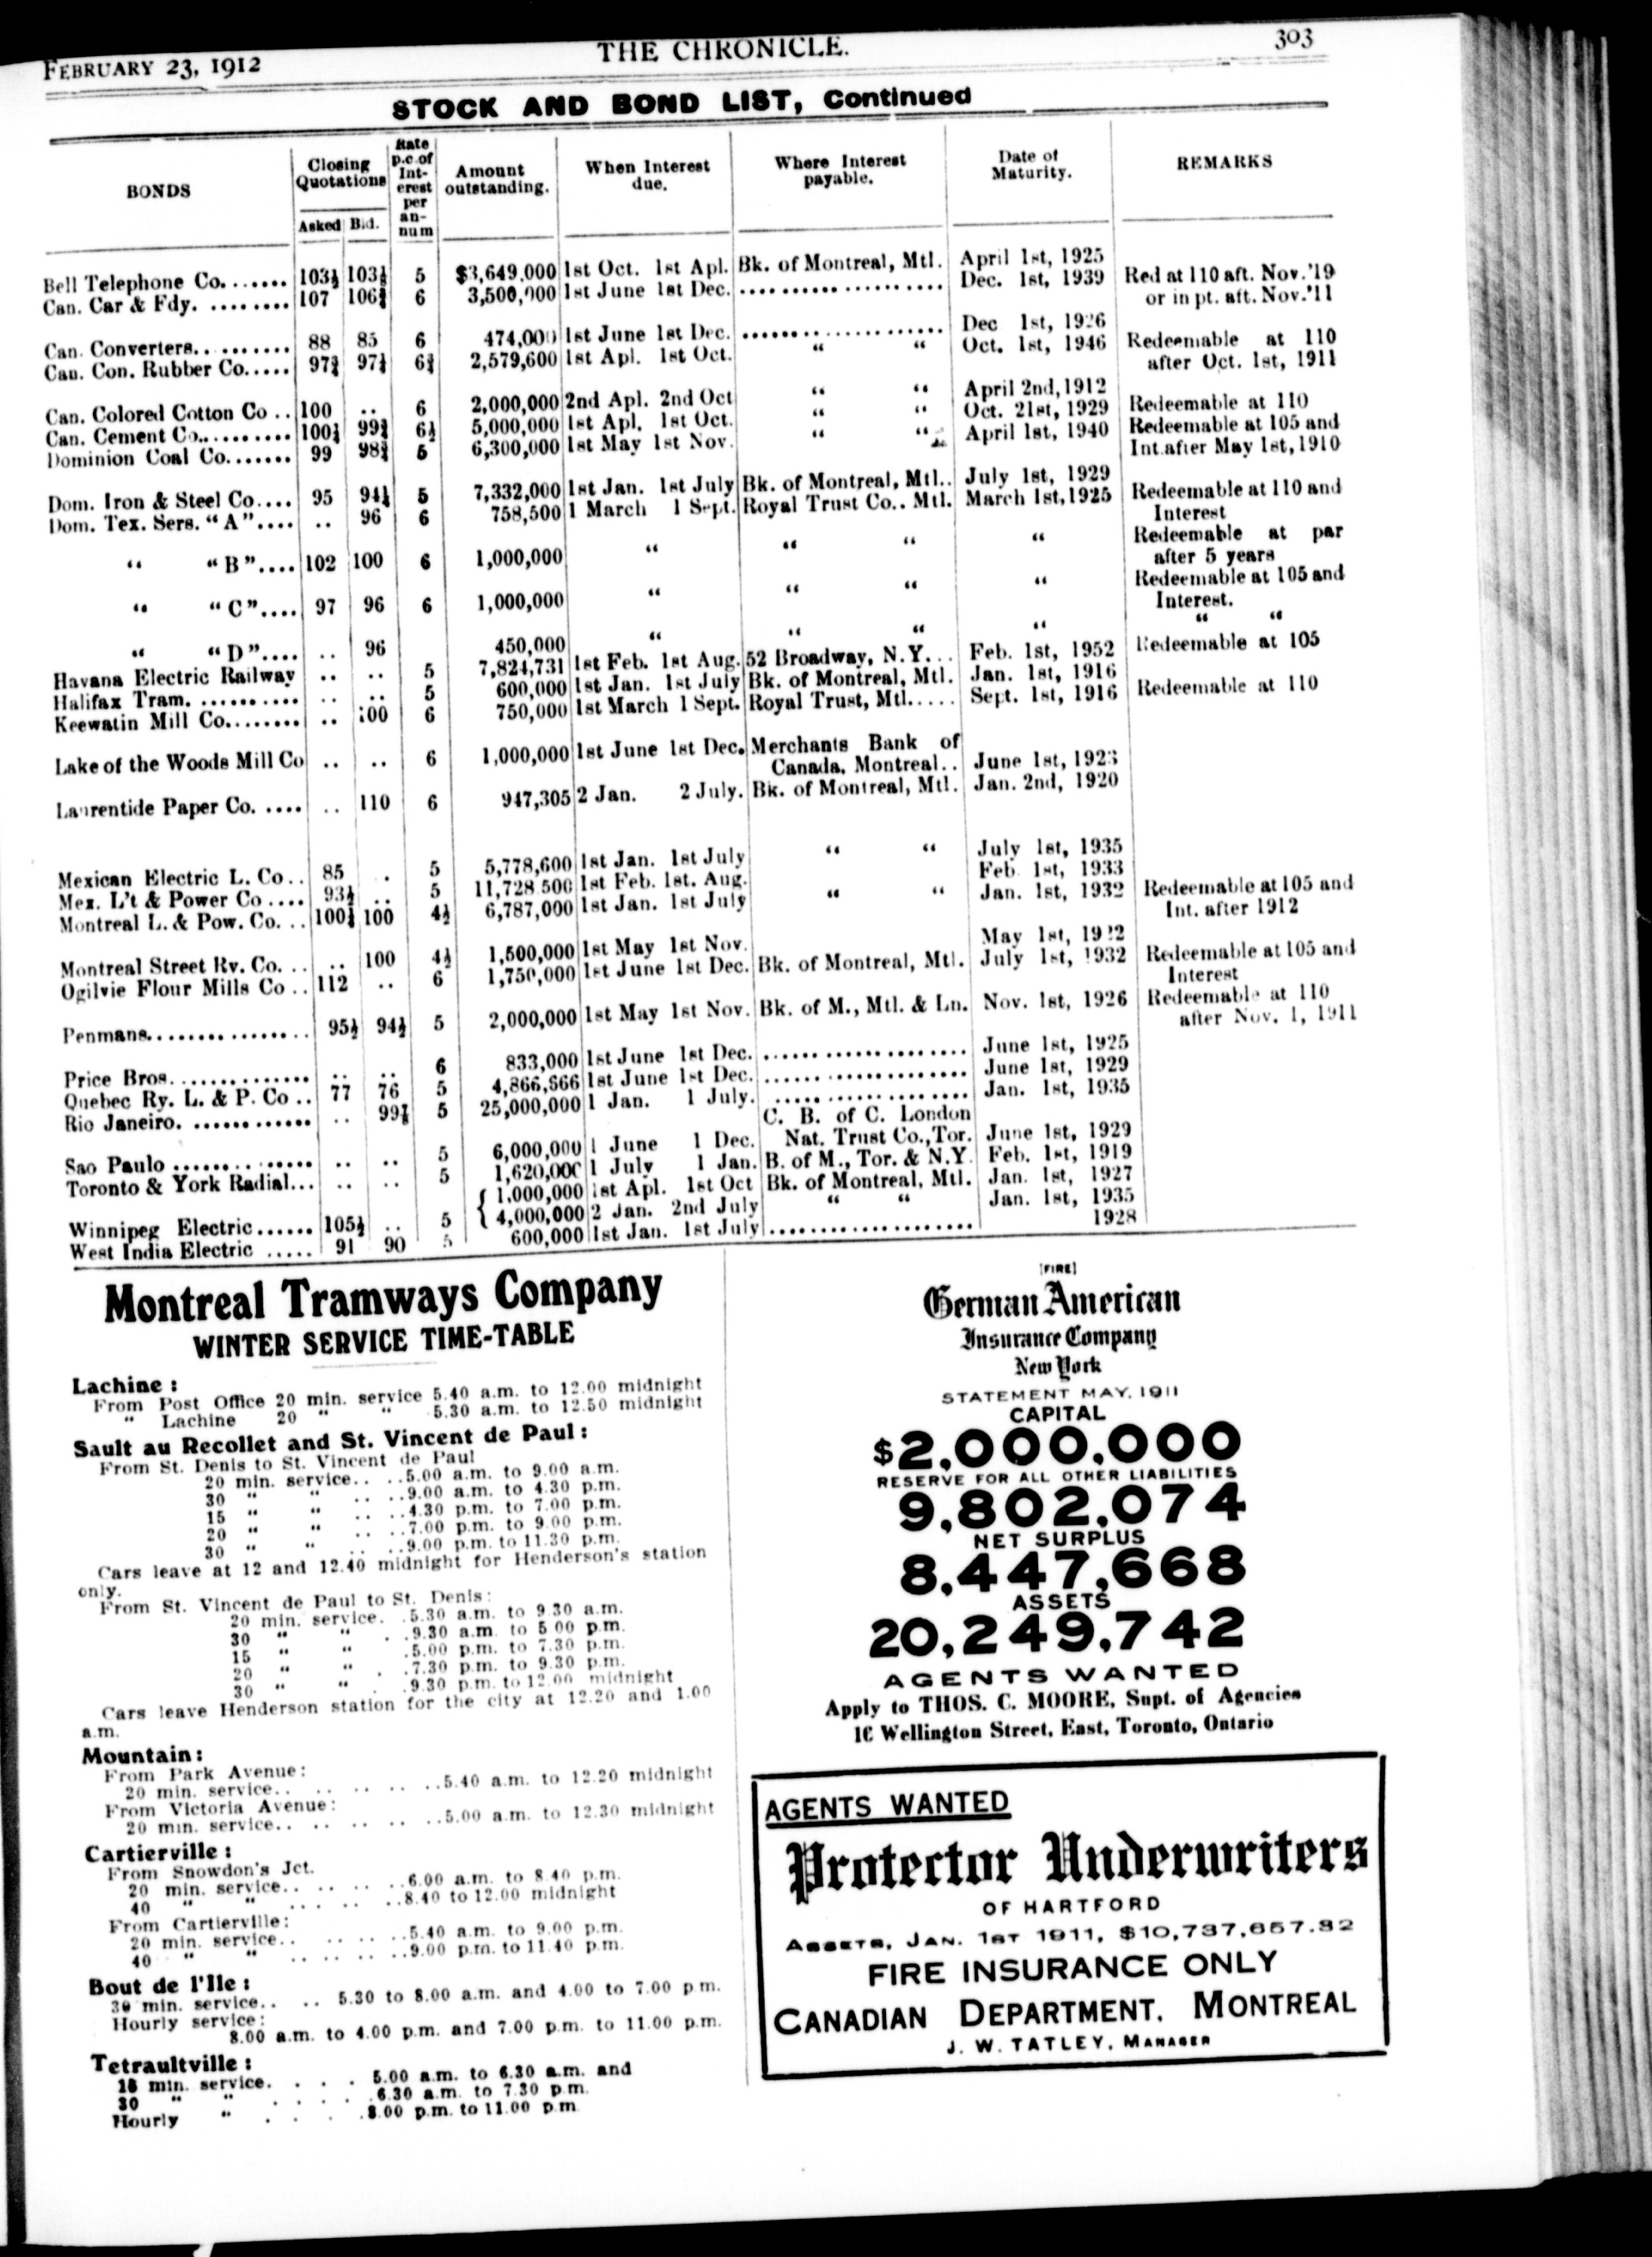 FEBRUARY 23, 1912 THE CHRONICLE. 303
STOCK AND BOND LIST, Continued
BONDS | Closing Quotations Asked Bid. | Rate p.c. of Interest per annum | Amount outstanding. | When Interest due. | Where Interest payable. | Date of Maturity. | REMARKS
Bell Telephone Co....... 103½ 103½ 5 $3,649,000 1st Oct. 1st Apl. Bk. of Montreal, Mtl. April 1st, 1925
Can. Car & Fdy. ........ 107 106¾ 6 3,500,000 1st June 1st Dec. .................... Dec. 1st, 1939 Red at 110 aft. Nov.'19
or in pt. aft. Nov.'11
Can. Converters.......... 88 85 6 474,000 1st June 1st Dec. .................... Dec 1st, 1926
Can. Con. Rubber Co..... 97¾ 97½ 6 2,579,600 1st Apl. 1st Oct. “ “ Oct. 1st, 1946 Redeemable at 110
after Oct. 1st, 1911
Can. Colored Cotton Co .. 100 .. 6 2,000,000 2nd Apl. 2nd Oct “ “ April 2nd, 1912
Can. Cement Co.......... 100½ 99¾ 6½ 5,000,000 1st Apl. 1st Oct. “ “ Oct. 21st, 1929 Redeemable at 110
Dominion Coal Co....... 99 98¾ 5 6,300,000 1st May 1st Nov. “ “ April 1st, 1940 Redeemable at 105 and
Int. after May 1st, 1910
Dom. Iron & Steel Co.... 95 94½ 5 7,332,000 1st Jan. 1st July Bk. of Montreal, Mtl.. July 1st, 1929
Dom. Tex. Sers. “A”.... .. 96 6 758,500 1 March 1 Sept. Royal Trust Co.. Mtl. March 1st, 1925 Redeemable at 110 and
Interest
“ “B”.... 102 100 6 1,000,000 “ “ “ “ Redeemable at par
after 5 years
“ “C”.... 97 96 6 1,000,000 “ “ “ “ Redeemable at 105 and
Interest.
“ “D”.... .. 96 450,000 “ “ “ “ “ “
Havana Electric Railway .. .. 5 7,824,731 1st Feb. 1st Aug. 52 Broadway, N.Y... Feb. 1st, 1952 Redeemable at 105
Halifax Tram. .......... .. .. 5 600,000 1st Jan. 1st July Bk. of Montreal, Mtl. Jan. 1st, 1916
Keewatin Mill Co........ .. 100 6 750,000 1st March 1 Sept. Royal Trust, Mtl..... Sept. 1st, 1916 Redeemable at 110
Lake of the Woods Mill Co .. .. 6 1,000,000 1st June 1st Dec. Merchants Bank of
Canada, Montreal.. June 1st, 1923
Laurentide Paper Co. .... .. 110 6 947,305 2 Jan. 2 July. Bk. of Montreal, Mtl. Jan. 2nd, 1920
Mexican Electric L. Co.. 85 . 5 5,778,600 1st Jan. 1st July “ “ July 1st, 1935
Mex. L't & Power Co .... 93½ .. 5 11,728 500 1st Feb. 1st. Aug. Feb. 1st, 1933
Montreal L. & Pow. Co. .. 100 4½ 6,787,000 1st Jan. 1st July “ “ Jan. 1st, 1932 Redeemable at 105 and
Int. after 1912
Montreal Street Ry. Co. .. .. 100 4½ 1,500,000 1st May 1st Nov. May 1st, 1922
Ogilvie Flour Mills Co .. 112 .. 6 1,750,000 1st June 1st Dec. Bk. of Montreal, Mtl. July 1st, 1932 Redeemable at 105 and
Interest
Penmans................ 95½ 94½ 5 2,000,000 1st May 1st Nov. Bk. of M., Mtl. & Ln. Nov. 1st, 1926 Redeemable at 110
after Nov. 1, 1911
Price Bros.............. .. .. 6 833,000 1st June 1st Dec. .................... June 1st, 1925
Quebec Ry. L. & P. Co .. 77 76 5 4,866,666 1st June 1st Dec. .................... June 1st, 1929
Rio Janeiro. ............ .. 5 25,000,000 1 Jan. 1 July. .................... Jan. 1st, 1935
Sao Paulo .............. .. .. 5 6,000,000 1 June 1 Dec. C. B. of C. London
Nat. Trust Co., Tor. June 1st, 1929
Toronto & York Radial... .. .. 5 1,620,000 1 July 1 Jan. B. of M., Tor. & N.Y. Feb. 1st, 1919
1,000,000 1st Apl. 1st Oct Bk. of Montreal, Mtl. Jan. 1st, 1927
Winnipeg Electric...... 105½ .. 5 4,000,000 2 Jan. 2nd July “ “ Jan. 1st, 1935
West India Electric ..... 91 90 5 600,000 1st Jan. 1st July .................... 1928
Montreal Tramways Company
WINTER SERVICE TIME-TABLE
Lachine :
From Post Office 20 min. service 5.40 a.m. to 12.00 midnight
“ Lachine 20 “ “ 5.30 a.m. to 12.50 midnight
Sault au Recollet and St. Vincent de Paul :
From St. Denis to St. Vincent de Paul
20 min. service.. ..5.00 a.m. to 9.00 a.m.
30 “ “ .. ..9.00 a.m. to 4.30 p.m.
15 “ “ .. ..4.30 p.m. to 7.00 p.m.
20 “ “ .. ..7.00 p.m. to 9.00 p.m.
30 “ “ .. ..9.00 p.m. to 11.30 p.m.
Cars leave at 12 and 12.40 midnight for Henderson's station
only.
From St. Vincent de Paul to St. Denis:
20 min. service. .5.30 a.m. to 9.30 a.m.
30 “ “ . .9.30 a.m. to 5 00 p.m.
15 “ “ .5.00 p.m. to 7.30 p.m.
20 “ “ . .7.30 p.m. to 9.30 p.m.
30 “ “ . .9.30 p.m. to 12.00 midnight
Cars leave Henderson station for the city at 12.20 and 1.00
a.m.
Mountain :
From Park Avenue:
20 min. service.. .. .. .. ..5.40 a.m. to 12.20 midnight
From Victoria Avenue:
20 min. service.. .. .. .. ..5.00 a.m. to 12.30 midnight
Cartierville :
From Snowdon's Jct.
20 min. service.. .. .. ..6.00 a.m. to 8.40 p.m.
40 “ “ .. .. ..8.40 to 12.00 midnight
From Cartierville:
20 min. service.. .. .. ..5.40 a.m. to 9.00 p.m.
40 “ “ .. .. .. ..9.00 p.m. to 11.40 p.m.
Bout de l'Ile :
30 min. service.. .. 5.30 to 8.00 a.m. and 4.00 to 7.00 p.m.
Hourly service:
8.00 a.m. to 4.00 p.m. and 7.00 p.m. to 11.00 p.m.
Tetraultville :
15 min. service. . . . 5.00 a.m. to 6.30 a.m. and
30 “ “ . . . .6.30 a.m. to 7.30 p.m.
Hourly “ . . . .8.00 p.m. to 11.00 p.m
[FIRE]
German American
Insurance Company
New York
STATEMENT MAY, 1911
CAPITAL
$2,000,000
RESERVE FOR ALL OTHER LIABILITIES
9,802,074
NET SURPLUS
8,447,668
ASSETS
20,249,742
AGENTS WANTED
Apply to THOS. C. MOORE, Supt. of Agencies
16 Wellington Street, East, Toronto, Ontario
AGENTS WANTED
Protector Underwriters
OF HARTFORD
ASSETS, JAN. 1ST 1911, $10,737,657.82
FIRE INSURANCE ONLY
CANADIAN DEPARTMENT, MONTREAL
J. W. TATLEY, MANAGER